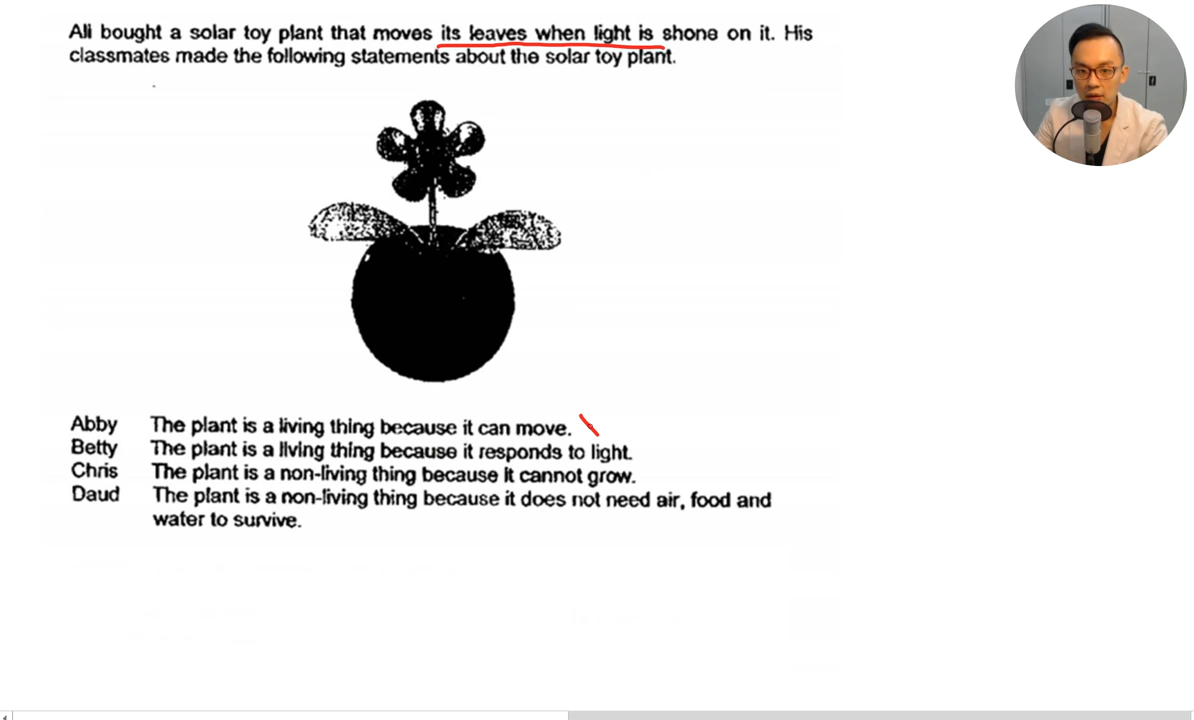 Ali bought a solar toy plant that moves its leaves when light is shone on it. His
classmates made the following statements about the solar toy plant.
Abby The plant is a living thing because it can move.
Betty The plant is a living thing because it responds to light.
Chris The plant is a non-living thing because it cannot grow.
Daud The plant is a non-living thing because it does not need air, food and
water to survive.